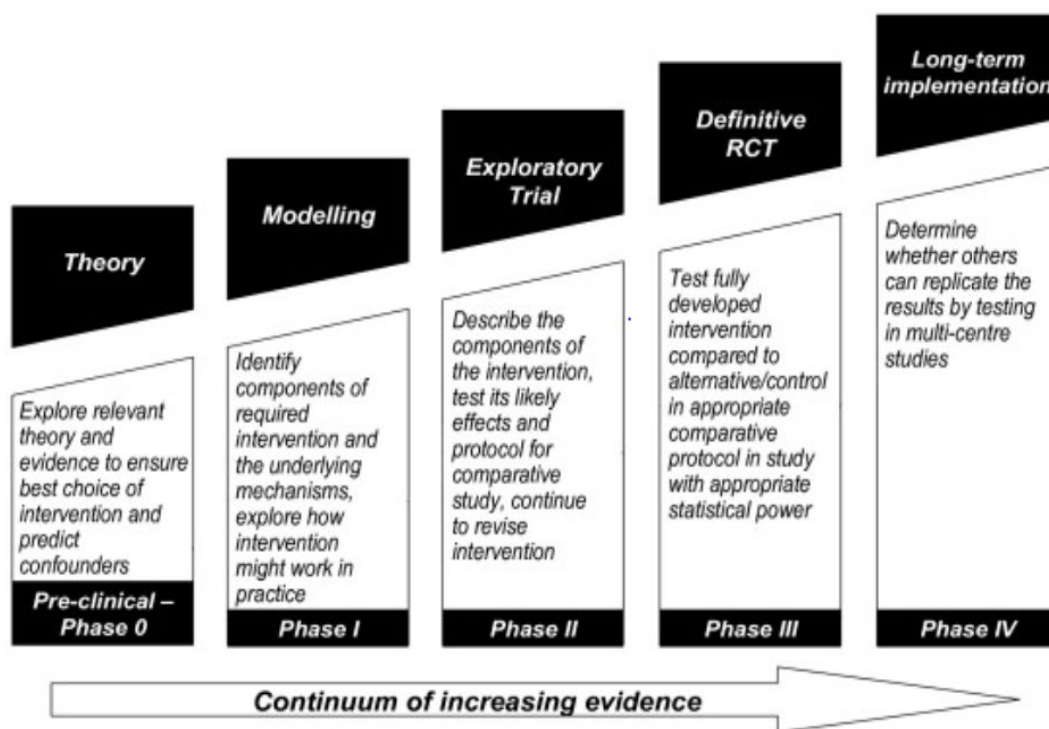 Theory
Explore relevant
theory and
evidence to ensure
best choice of
intervention and
predict
confounders
Pre-clinical –
Phase 0
Modelling
Identify
components of
required
intervention and
the underlying
mechanisms,
explore how
intervention
might work in
practice
Phase I
Exploratory
Trial
Describe the
components of
the intervention,
test its likely
effects and
protocol for
comparative
study, continue
to revise
intervention
Phase II
Definitive
RCT
Test fully
developed
intervention
compared to
alternative/control
in appropriate
comparative
protocol in study
with appropriate
statistical power
Phase III
Long-term
implementation
Determine
whether others
can replicate the
results by testing
in multi-centre
studies
Phase IV
Continuum of increasing evidence